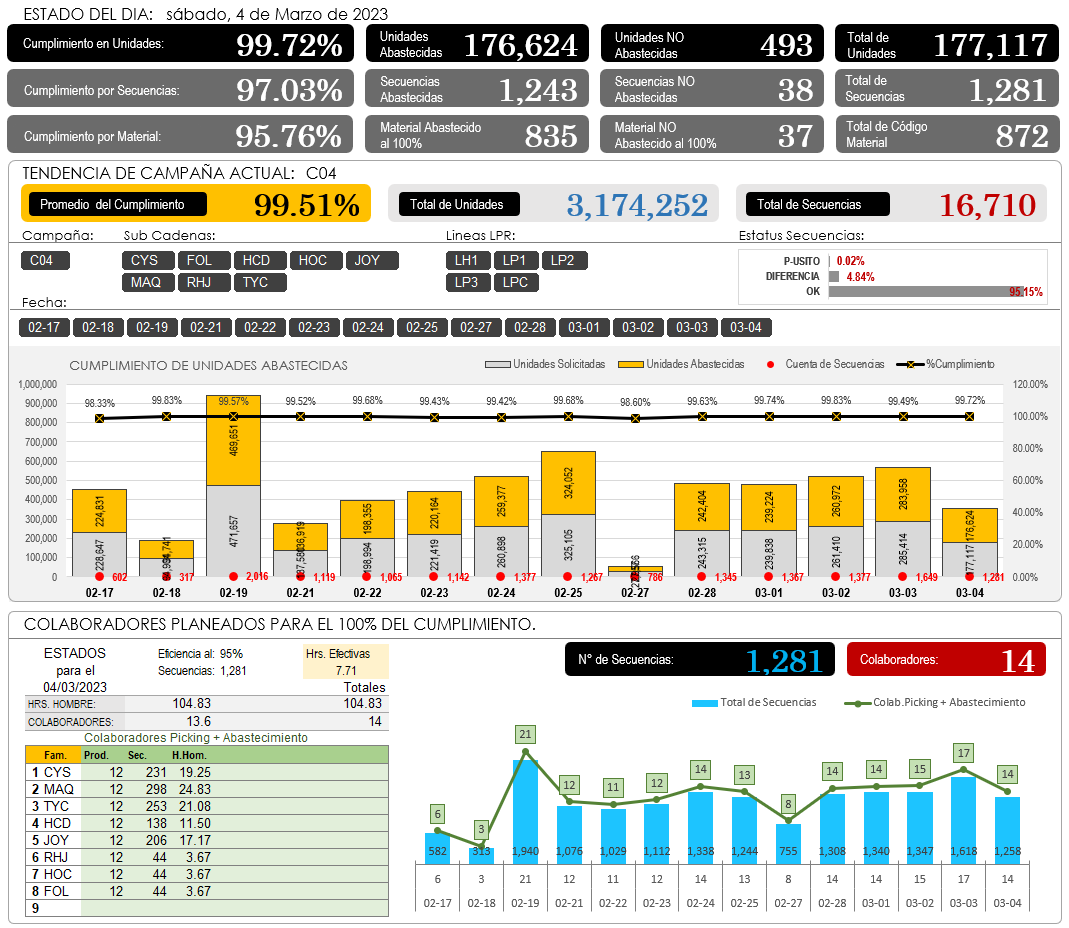 ESTADO DEL DIA: sábado, 4 de Marzo de 2023
Cumplimiento en Unidades: 99.72%
Unidades Abastecidas 176,624
Unidades NO Abastecidas 493
Total de Unidades 177,117
Cumplimiento por Secuencias: 97.03%
Secuencias Abastecidas 1,243
Secuencias NO Abastecidas 38
Total de Secuencias 1,281
Cumplimiento por Material: 95.76%
Material Abastecido al 100% 835
Material NO Abastecido al 100% 37
Total de Código Material 872
TENDENCIA DE CAMPAÑA ACTUAL: C04
Promedio del Cumplimiento 99.51%
Total de Unidades 3,174,252
Total de Secuencias 16,710
Campaña: Sub Cadenas: Lineas LPR: Estatus Secuencias:
C04 CYS FOL HCD HOC JOY LH1 LP1 LP2
MAQ RHJ TYC LP3 LPC
P-USITO 0.02%
DIFERENCIA 4.84%
OK 95.15%
Fecha:
02-17 02-18 02-19 02-21 02-22 02-23 02-24 02-25 02-27 02-28 03-01 03-02 03-03 03-04
CUMPLIMIENTO DE UNIDADES ABASTECIDAS
Unidades Solicitadas Unidades Abastecidas Cuenta de Secuencias %Cumplimiento
1,000,000 900,000 800,000 700,000 600,000 500,000 400,000 300,000 200,000 100,000 0
120.00% 100.00% 80.00% 60.00% 40.00% 20.00% 0.00%
98.33% 99.83% 99.57% 99.52% 99.68% 99.43% 99.42% 99.68% 98.60% 99.63% 99.74% 99.83% 99.49% 99.72%
224,831 469,651 136,919 198,355 220,164 259,377 324,052 242,404 239,224 260,972 283,958 176,624
228,647 471,657 137,580 198,994 221,419 260,898 325,105 243,315 239,838 261,410 285,414 177,117
602 317 2,016 1,119 1,065 1,142 1,377 1,267 786 1,345 1,367 1,377 1,649 1,281
02-17 02-18 02-19 02-21 02-22 02-23 02-24 02-25 02-27 02-28 03-01 03-02 03-03 03-04
COLABORADORES PLANEADOS PARA EL 100% DEL CUMPLIMIENTO.
ESTADOS Eficiencia al: 95% Hrs. Efectivas
para el Secuencias: 1,281 7.71
04/03/2023 Totales
HRS. HOMBRE: 104.83 104.83
COLABORADORES: 13.6 14
Colaboradores Picking + Abastecimiento
Fam. Prod. Sec. H.Hom.
1 CYS 12 231 19.25
2 MAQ 12 298 24.83
3 TYC 12 253 21.08
4 HCD 12 138 11.50
5 JOY 12 206 17.17
6 RHJ 12 44 3.67
7 HOC 12 44 3.67
8 FOL 12 44 3.67
9
N° de Secuencias: 1,281
Colaboradores: 14
Total de Secuencias Colab.Picking + Abastecimiento
6 3 21 12 11 12 14 13 8 14 14 15 17 14
582 313 1,940 1,076 1,029 1,112 1,338 1,244 755 1,308 1,340 1,347 1,618 1,258
6 3 21 12 11 12 14 13 8 14 14 15 17 14
02-17 02-18 02-19 02-21 02-22 02-23 02-24 02-25 02-27 02-28 03-01 03-02 03-03 03-04